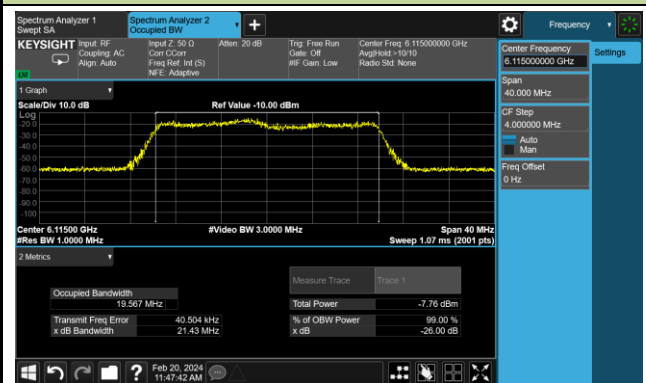 Spectrum Analyzer 1
Swept SA
Spectrum Analyzer 2
Occupied BW
+
Frequency
KEYSIGHT
Input: RF
Coupling: AC
Align: Auto
Input Z: 50 Ω
Corr CCorr
Freq Ref: Int (S)
NFE: Adaptive
Atten: 20 dB
Trig: Free Run
Gate: Off
#IF Gain: Low
Center Freq: 6.115000000 GHz
Avg|Hold:>10/10
Radio Std: None
Center Frequency
6.115000000 GHz
Settings
Span
40.000 MHz
CF Step
4.000000 MHz
Auto
Man
Freq Offset
0 Hz
1 Graph
Scale/Div 10.0 dB
Ref Value -10.00 dBm
Log
-20.0
-30.0
-40.0
-50.0
-60.0
-70.0
-80.0
-90.0
-100
Center 6.11500 GHz
#Video BW 3.0000 MHz
Span 40 MHz
#Res BW 1.0000 MHz
Sweep 1.07 ms (2001 pts)
2 Metrics
Measure Trace
Trace 1
Occupied Bandwidth
19.567 MHz
Total Power
-7.76 dBm
Transmit Freq Error
40.504 kHz
% of OBW Power
99.00 %
x dB Bandwidth
21.43 MHz
x dB
-26.00 dB
?
Feb 20, 2024
11:47:42 AM